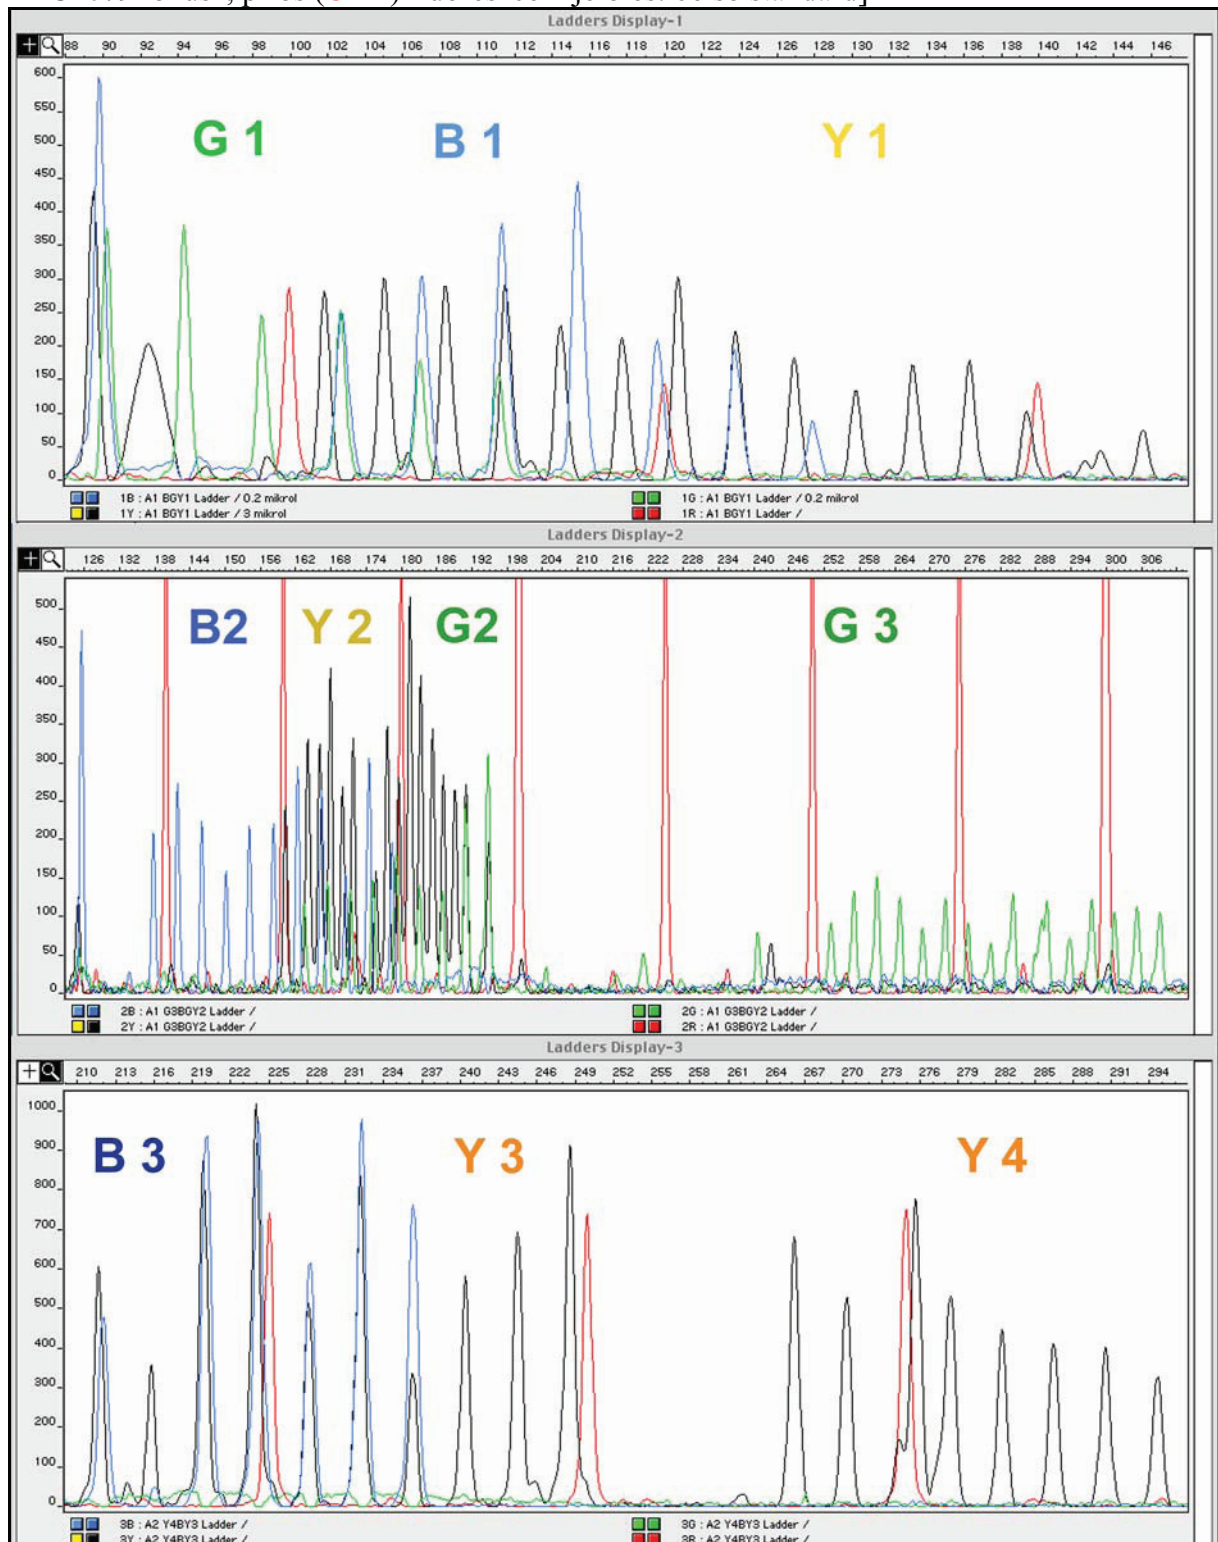 Ladders Display-1
88 90 92 94 96 98 100 102 104 106 108 110 112 114 116 118 120 122 124 126 128 130 132 134 136 138 140 142 144 146
600
550
500
450
400
350
300
250
200
150
100
50
0
G 1 B 1 Y 1
1B : A1 BGY1 Ladder / 0.2 mikrol 1G : A1 BGY1 Ladder / 0.2 mikrol
1Y : A1 BGY1 Ladder / 3 mikrol 1R : A1 BGY1 Ladder /
Ladders Display-2
126 132 138 144 150 156 162 168 174 180 186 192 198 204 210 216 222 228 234 240 246 252 258 264 270 276 282 288 294 300 306
500
450
400
350
300
250
200
150
100
50
0
B2 Y 2 G2 G 3
2B : A1 G3BGY2 Ladder / 2G : A1 G3BGY2 Ladder /
2Y : A1 G3BGY2 Ladder / 2R : A1 G3BGY2 Ladder /
Ladders Display-3
210 213 216 219 222 225 228 231 234 237 240 243 246 249 252 255 258 261 264 267 270 273 276 279 282 285 288 291 294
1000
900
800
700
600
500
400
300
200
100
0
B 3 Y 3 Y 4
3B : A2 Y4BY3 Ladder / 3G : A2 Y4BY3 Ladder /
3Y : A2 Y4BY3 Ladder / 3R : A2 Y4BY3 Ladder /